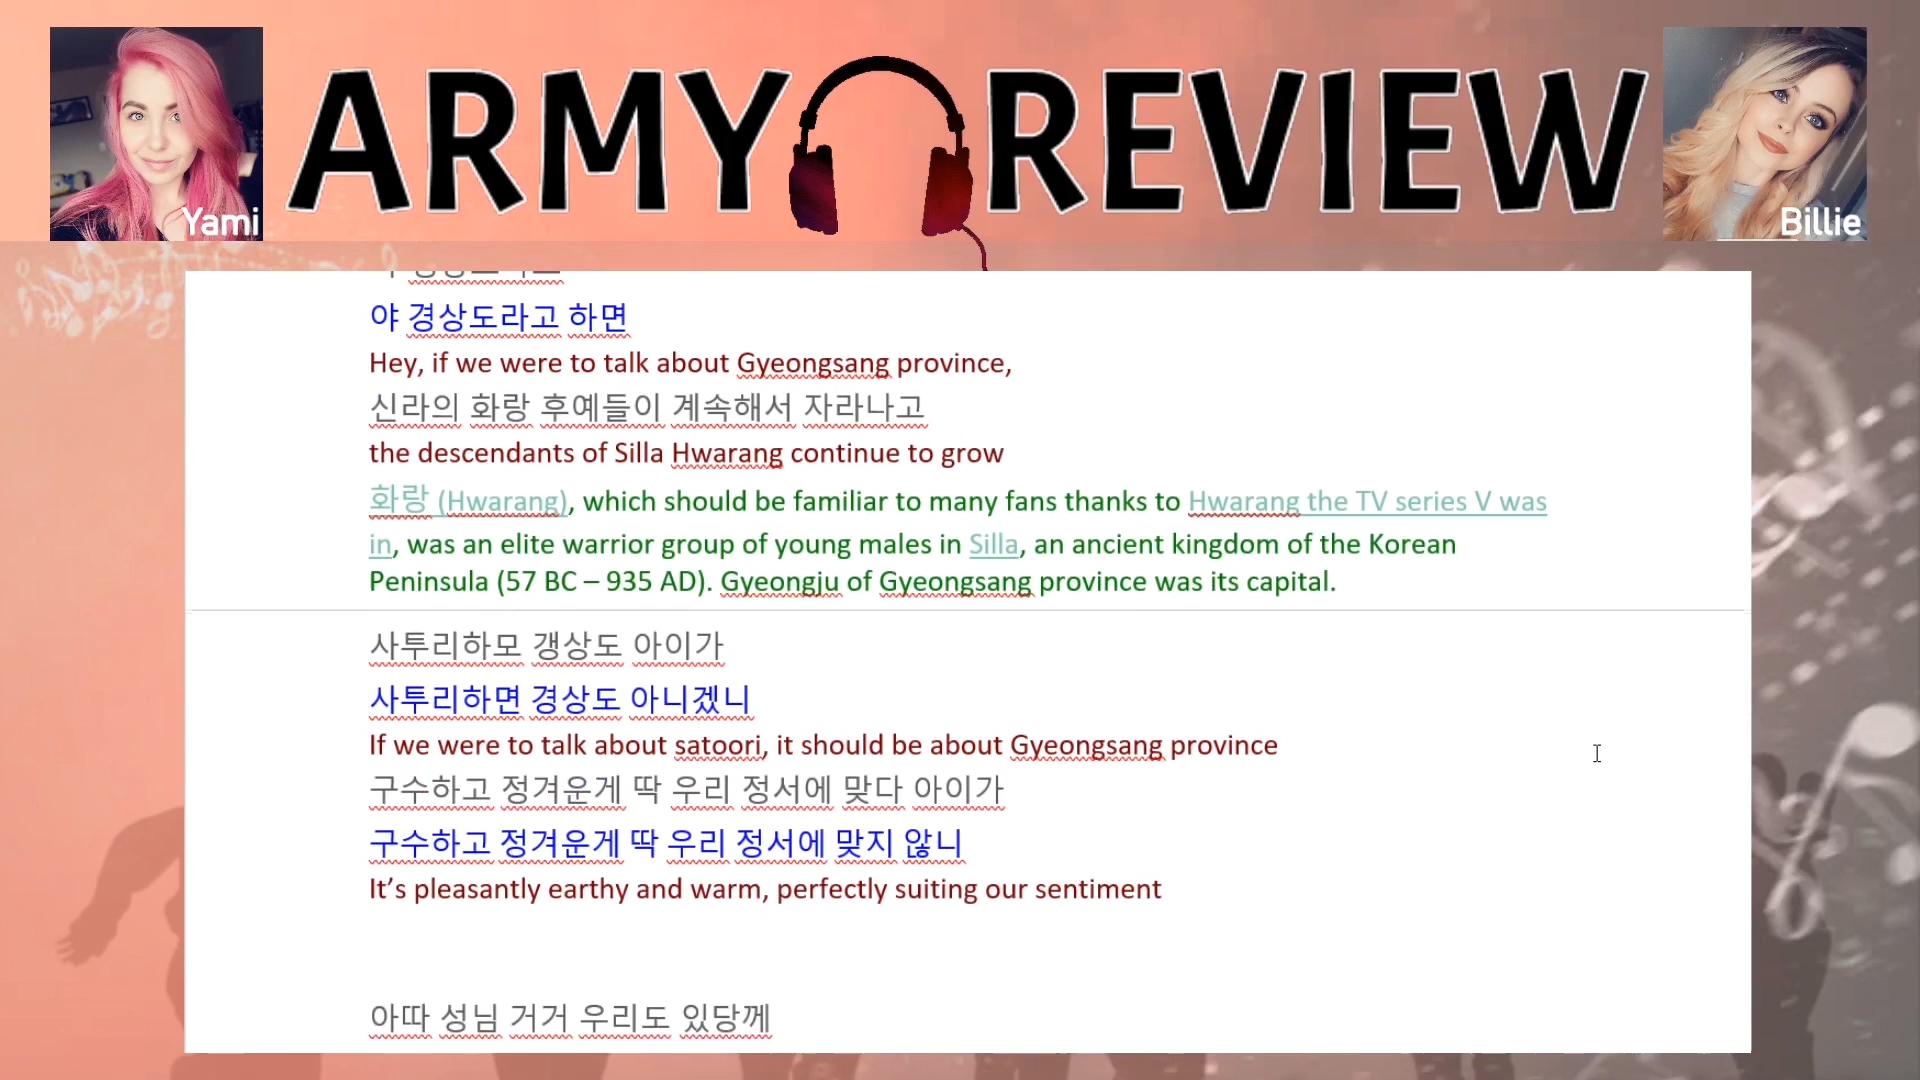 ARMY REVIEW
Yami
Billie
야 경상도라고 하면
Hey, if we were to talk about Gyeongsang province,
신라의 화랑 후예들이 계속해서 자라나고
the descendants of Silla Hwarang continue to grow
화랑 (Hwarang), which should be familiar to many fans thanks to Hwarang the TV series V was
in, was an elite warrior group of young males in Silla, an ancient kingdom of the Korean
Peninsula (57 BC – 935 AD). Gyeongju of Gyeongsang province was its capital.
사투리하모 갱상도 아이가
사투리하면 경상도 아니겠니
If we were to talk about satoori, it should be about Gyeongsang province
구수하고 정겨운게 딱 우리 정서에 맞다 아이가
구수하고 정겨운게 딱 우리 정서에 맞지 않니
It’s pleasantly earthy and warm, perfectly suiting our sentiment
아따 성님 거거 우리도 있당께